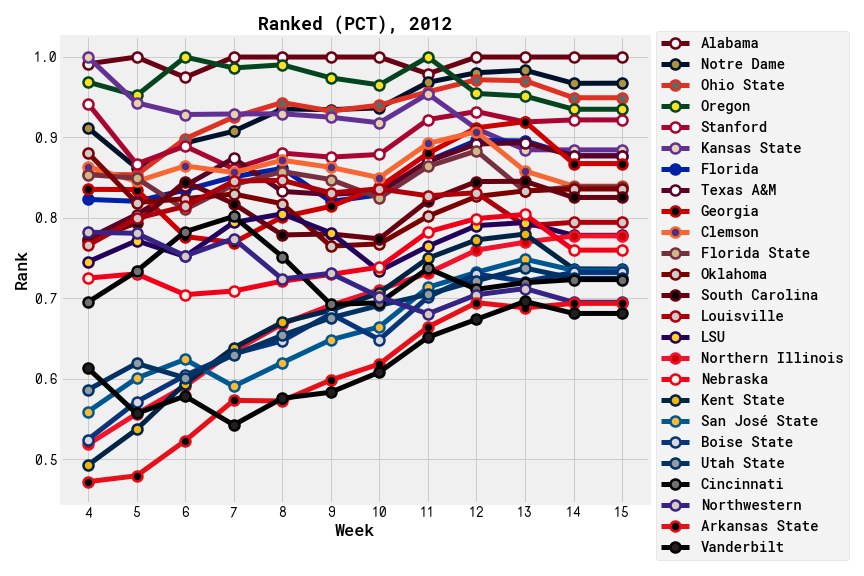 Ranked (PCT), 2012
Rank
1.0
0.9
0.8
0.7
0.6
0.5
4 5 6 7 8 9 10 11 12 13 14 15
Week
Alabama
Notre Dame
Ohio State
Oregon
Stanford
Kansas State
Florida
Texas A&M
Georgia
Clemson
Florida State
Oklahoma
South Carolina
Louisville
LSU
Northern Illinois
Nebraska
Kent State
San José State
Boise State
Utah State
Cincinnati
Northwestern
Arkansas State
Vanderbilt